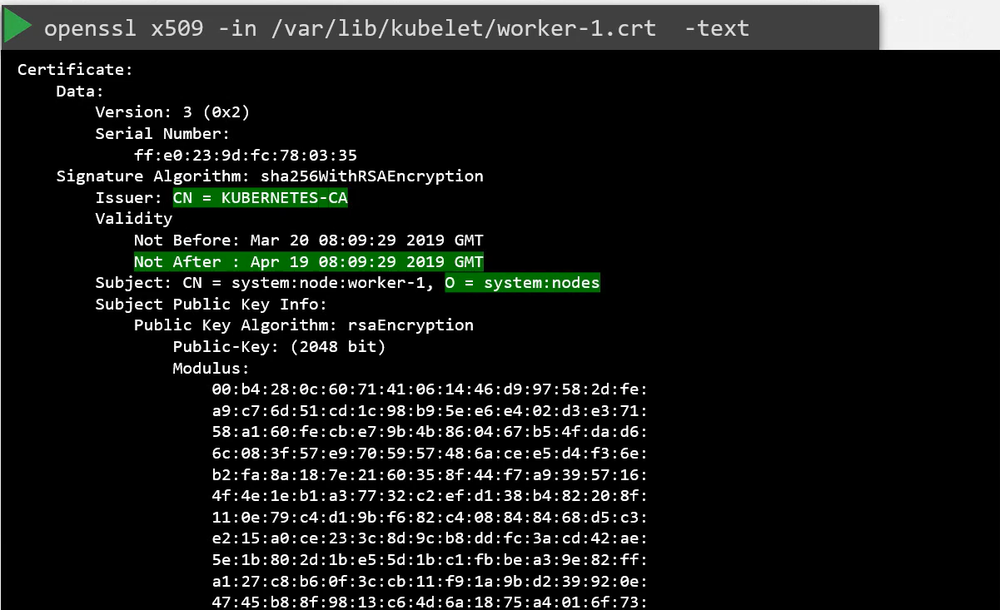 openssl x509 -in /var/lib/kubelet/worker-1.crt -text
Certificate:
Data:
Version: 3 (0x2)
Serial Number:
ff:e0:23:9d:fc:78:03:35
Signature Algorithm: sha256WithRSAEncryption
Issuer: CN = KUBERNETES-CA
Validity
Not Before: Mar 20 08:09:29 2019 GMT
Not After : Apr 19 08:09:29 2019 GMT
Subject: CN = system:node:worker-1, O = system:nodes
Subject Public Key Info:
Public Key Algorithm: rsaEncryption
Public-Key: (2048 bit)
Modulus:
00:b4:28:0c:60:71:41:06:14:46:d9:97:58:2d:fe:
a9:c7:6d:51:cd:1c:98:b9:5e:e6:e4:02:d3:e3:71:
58:a1:60:fe:cb:e7:9b:4b:86:04:67:b5:4f:da:d6:
6c:08:3f:57:e9:70:59:57:48:6a:ce:e5:d4:f3:6e:
b2:fa:8a:18:7e:21:60:35:8f:44:f7:a9:39:57:16:
4f:4e:1e:b1:a3:77:32:c2:ef:d1:38:b4:82:20:8f:
11:0e:79:c4:d1:9b:f6:82:c4:08:84:84:68:d5:c3:
e2:15:a0:ce:23:3c:8d:9c:b8:dd:fc:3a:cd:42:ae:
5e:1b:80:2d:1b:e5:5d:1b:c1:fb:be:a3:9e:82:ff:
a1:27:c8:b6:0f:3c:cb:11:f9:1a:9b:d2:39:92:0e:
47:45:b8:8f:98:13:c6:4d:6a:18:75:a4:01:6f:73: